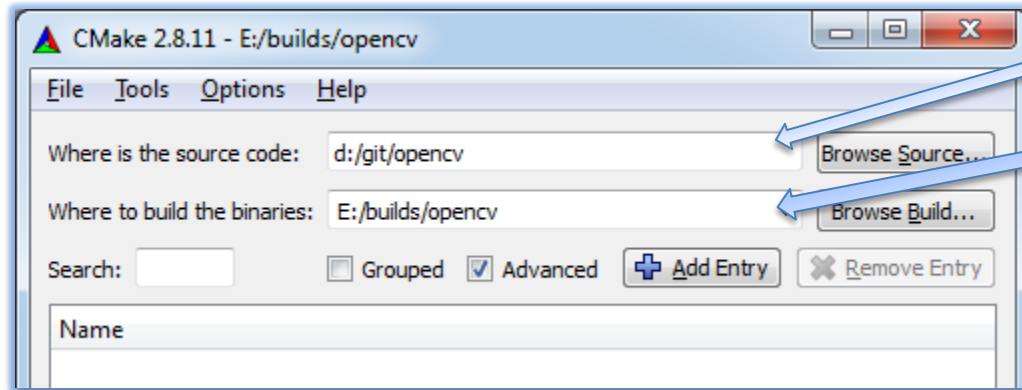 CMake 2.8.11 - E:/builds/opencv
File Tools Options Help
Where is the source code: d:/git/opencv Browse Source...
Where to build the binaries: E:/builds/opencv Browse Build...
Search: Grouped Advanced Add Entry Remove Entry
Name